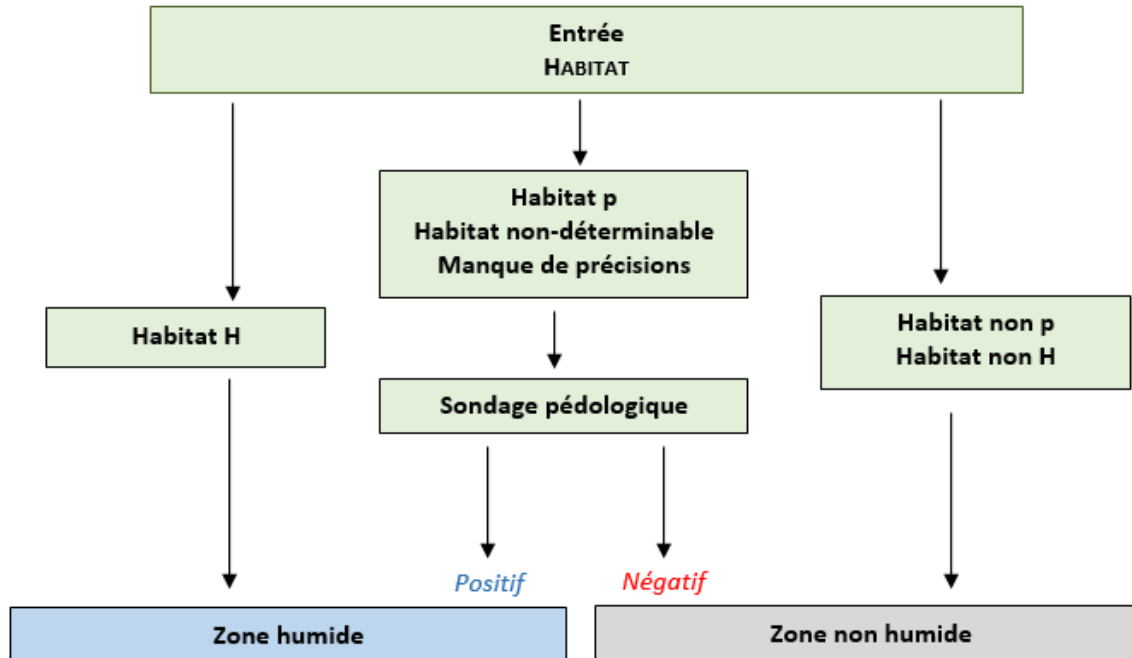 Entrée
HABITAT
Habitat p
Habitat non-déterminable
Manque de précisions
Habitat H
Habitat non p
Habitat non H
Sondage pédologique
Positif
Négatif
Zone humide
Zone non humide